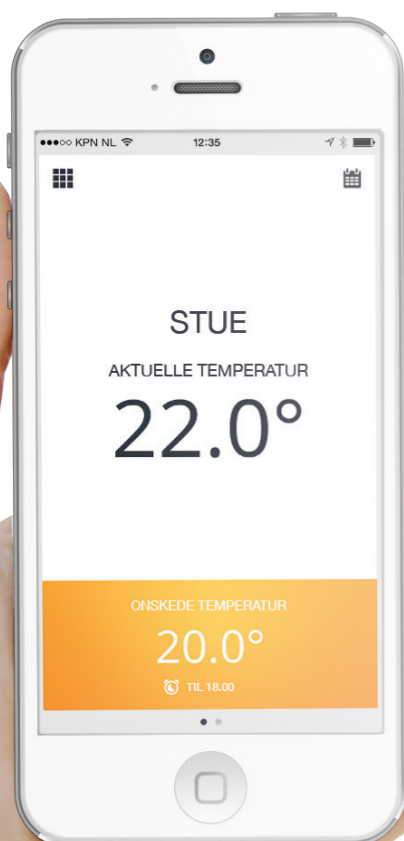 KPN NL 12:35
STUE
AKTUELLE TEMPERATUR
22.0°
ONSKEDE TEMPERATUR
20.0°
TIL 18.00